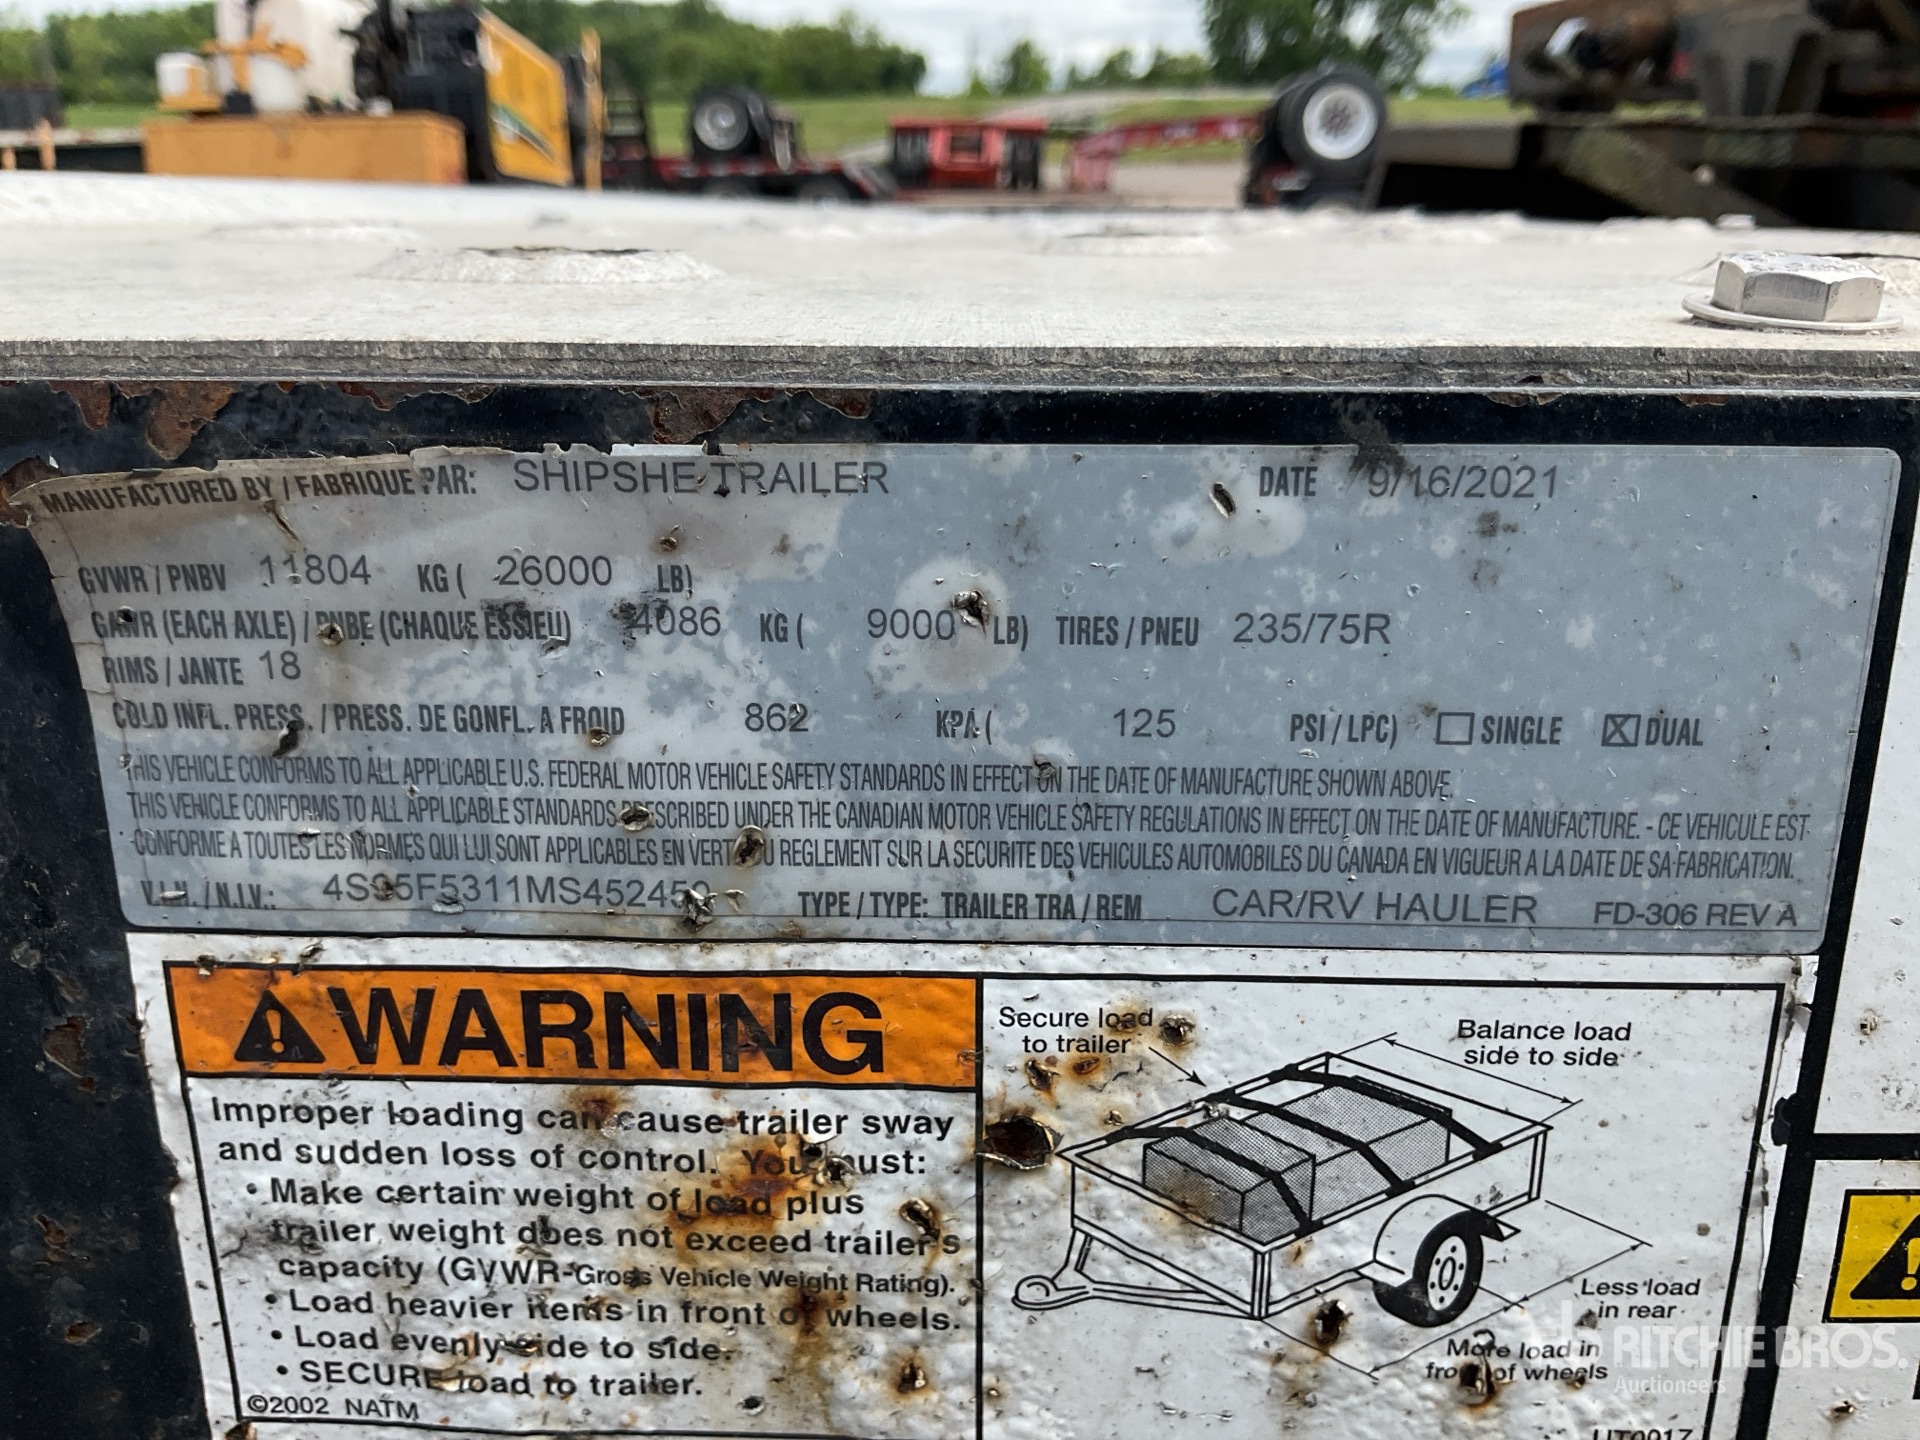 MANUFACTURED BY / FABRIQUE PAR: SHIPSHE TRAILER DATE 9/16/2021
GVWR / PNBV 11804 KG ( 26000 LB)
GAWR (EACH AXLE) / PNBE (CHAQUE ESSIEU) 4086 KG ( 9000 LB) TIRES / PNEU 235/75R
RIMS / JANTE 18
COLD INFL. PRESS. / PRESS. DE GONFL. A FROID 862 KPA ( 125 PSI / LPC) SINGLE DUAL
THIS VEHICLE CONFORMS TO ALL APPLICABLE U.S. FEDERAL MOTOR VEHICLE SAFETY STANDARDS IN EFFECT ON THE DATE OF MANUFACTURE SHOWN ABOVE.
THIS VEHICLE CONFORMS TO ALL APPLICABLE STANDARDS PRESCRIBED UNDER THE CANADIAN MOTOR VEHICLE SAFETY REGULATIONS IN EFFECT ON THE DATE OF MANUFACTURE. - CE VEHICULE EST
CONFORME A TOUTES LES NORMES QUI LUI SONT APPLICABLES EN VERTU DU REGLEMENT SUR LA SECURITE DES VEHICULES AUTOMOBILES DU CANADA EN VIGUEUR A LA DATE DE SA FABRICATION.
V.I.N. / N.I.V.: TYPE / TYPE: TRAILER TRA / REM CAR/RV HAULER FD-306 REV A
WARNING
Improper loading can cause trailer sway
and sudden loss of control. You must:
• Make certain weight of load plus
trailer weight does not exceed trailer's
capacity (GVWR-Gross Vehicle Weight Rating).
• Load heavier items in front of wheels.
• Load evenly side to side.
• SECURE load to trailer.
©2002 NATM
Secure load
to trailer
Balance load
side to side
Less load
in rear
More load in
front of wheels
UT0017
RITCHIE BROS.
Auctioneers